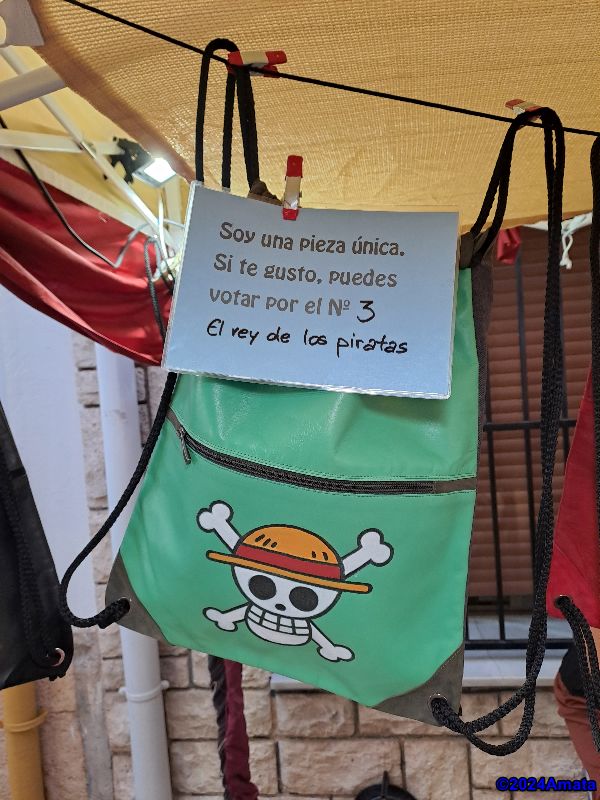 Soy una pieza única.
Si te gusto, puedes
votar por el Nº 3
El rey de los piratas
©2024Amata